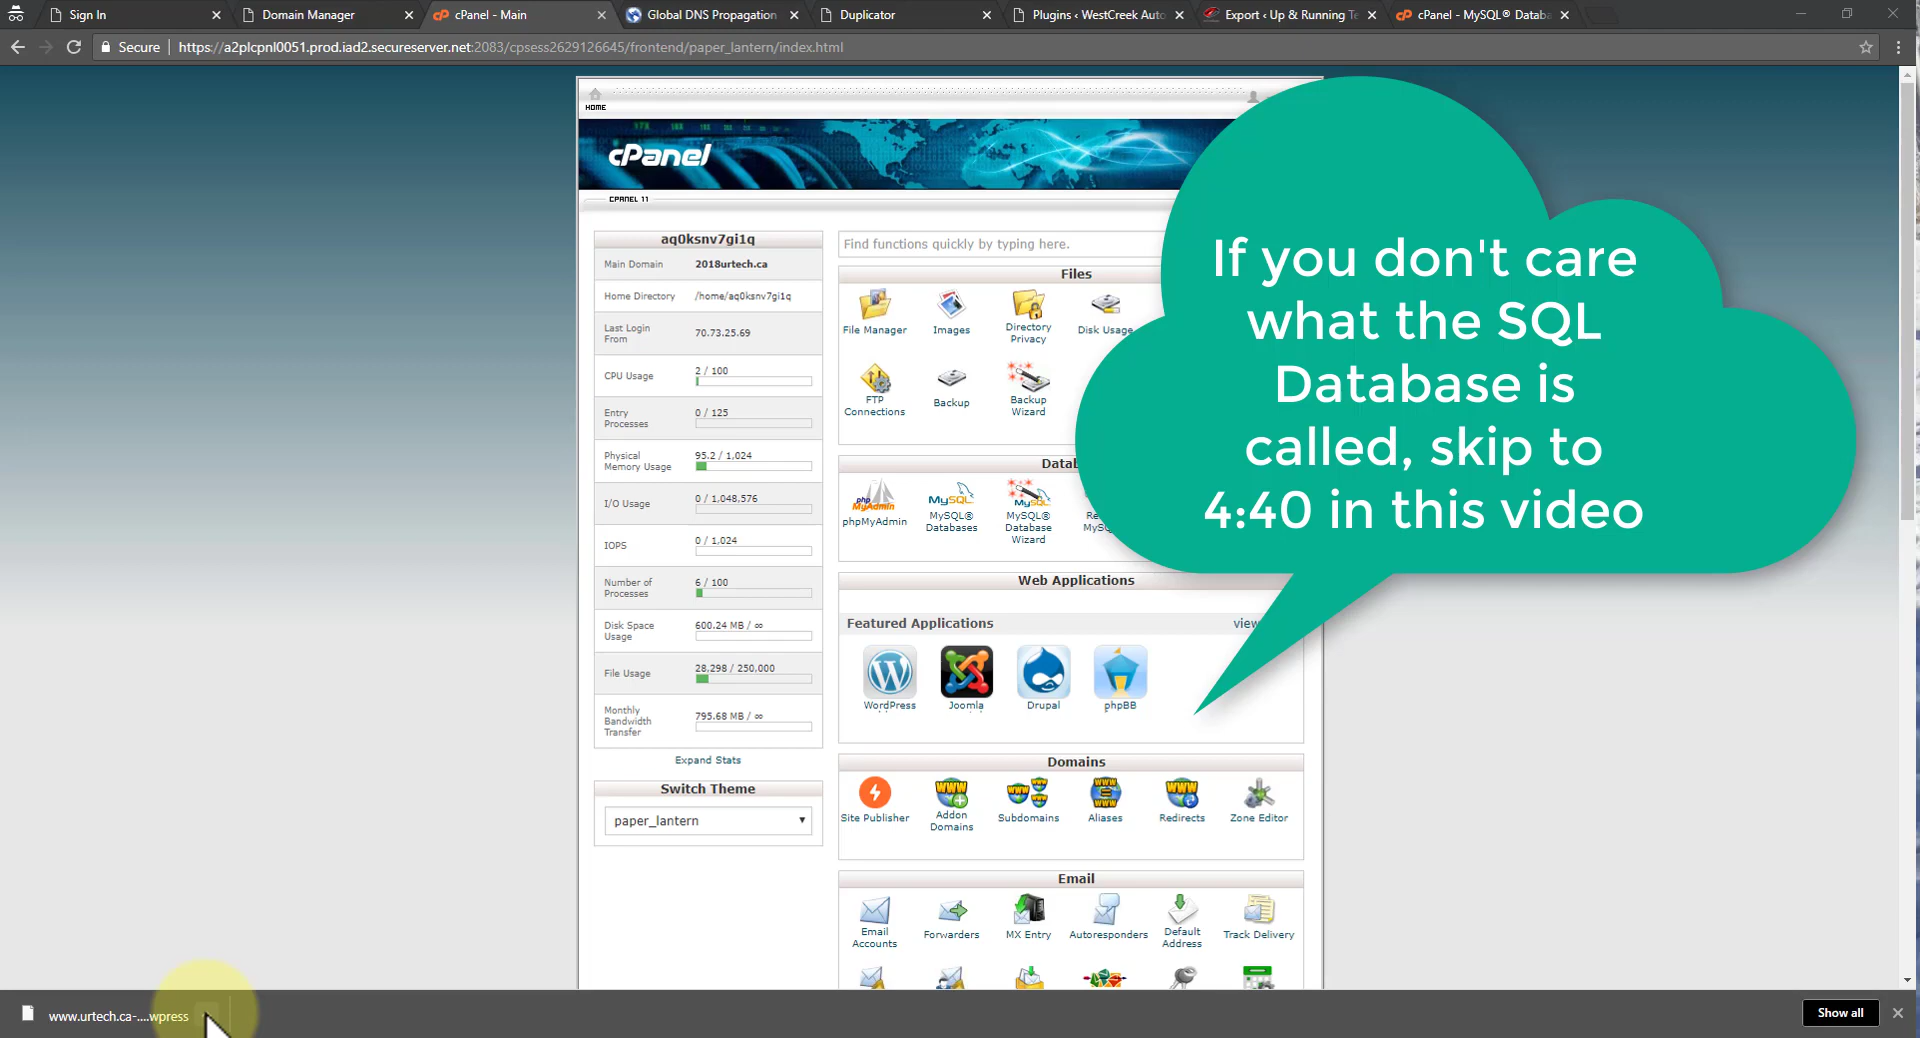 Sign In
Domain Manager
cPanel - Main
Global DNS Propagation
Duplicator
Plugins ‹ WestCreek Auto
Export ‹ Up & Running Te
cPanel - MySQL® Datab
Secure
https://a2plcpnl0051.prod.iad2.secureserver.net:2083/cpsess2629126645/frontend/paper_lantern/index.html
HOME
cPanel
CPANEL 11
aq0ksnv7gi1q
Main Domain 2018urtech.ca
Home Directory /home/aq0ksnv7gi1q
Last Login
From
70.73.25.69
CPU Usage 2 / 100
Entry
Processes
0 / 125
Physical
Memory Usage
95.2 / 1,024
I/O Usage 0 / 1,048,576
IOPS 0 / 1,024
Number of
Processes
6 / 100
Disk Space
Usage
600.24 MB / ∞
File Usage 28,298 / 250,000
Monthly
Bandwidth
Transfer
795.68 MB / ∞
Expand Stats
Switch Theme
paper_lantern
Find functions quickly by typing here.
Files
File Manager
Images
Directory
Privacy
Disk Usage
FTP
Connections
Backup
Backup
Wizard
Datab
phpMyAdmin
MySQL®
Databases
MySQL®
Database
Wizard
Re
MySQ
Web Applications
Featured Applications
view
WordPress
Joomla
Drupal
phpBB
Domains
Site Publisher
Addon
Domains
Subdomains
Aliases
Redirects
Zone Editor
Email
Email
Accounts
Forwarders
MX Entry
Autoresponders
Default
Address
Track Delivery
If you don't care
what the SQL
Database is
called, skip to
4:40 in this video
www.urtech.ca-....wpress
Show all